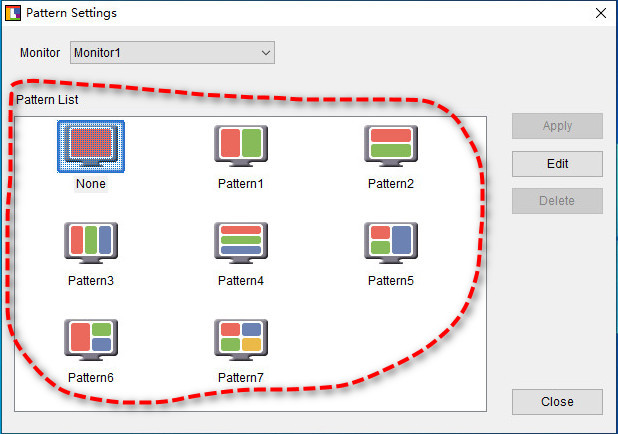 Pattern Settings
Monitor Monitor1
Pattern List
Apply
Edit
Delete
None Pattern1 Pattern2
Pattern3 Pattern4 Pattern5
Pattern6 Pattern7
Close